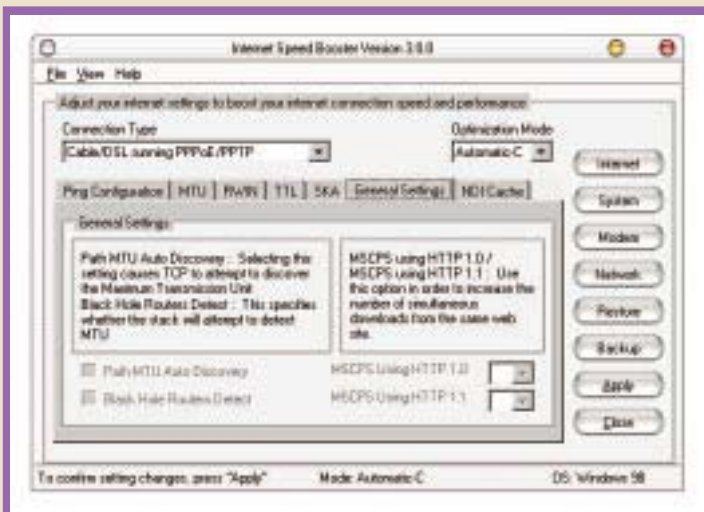 Internet Speed Booster Version 3.0.0
File View Help
Adjust your internet settings to boost your internet connection speed and performance
Connection Type
Optimization Mode
Cable/DSL running PPPoE/PPTP
Automatic-C
Ping Configuration MTU RWIN TTL SKA General Settings NDI Cache
General Settings
Path MTU Auto Discovery : Selecting this
setting causes TCP to attempt to discover
the Maximum Transmission Unit
Black Hole Routers Detect : This specifies
whether the stack will attempt to detect
MTU
MSCPS using HTTP 1.0 /
MSCPS using HTTP 1.1 : Use
this option in order to increase the
number of simultaneous
downloads from the same web
site.
Path MTU Auto Discovery
MSCPS Using HTTP 1.0
Black Hole Routers Detect
MSCPS Using HTTP 1.1
Internet
System
Modem
Network
Restore
Backup
Apply
Close
To confirm setting changes, press "Apply"
Mode: Automatic-C
OS: Windows 98